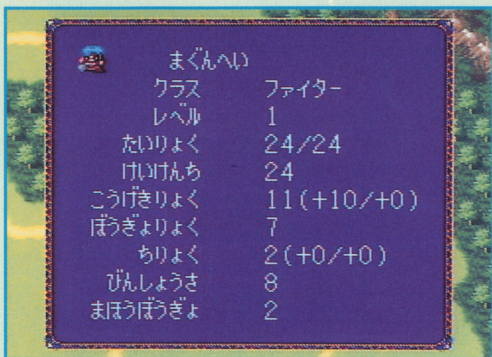 まぐんへい
クラス ファイター
レベル 1
たいりょく 24/24
けいけんち 24
こうげきりょく 11(+10/+0)
ぼうぎょりょく 7
ちりょく 2(+0/+0)
びんしょうさ 8
まほうぼうぎょ 2